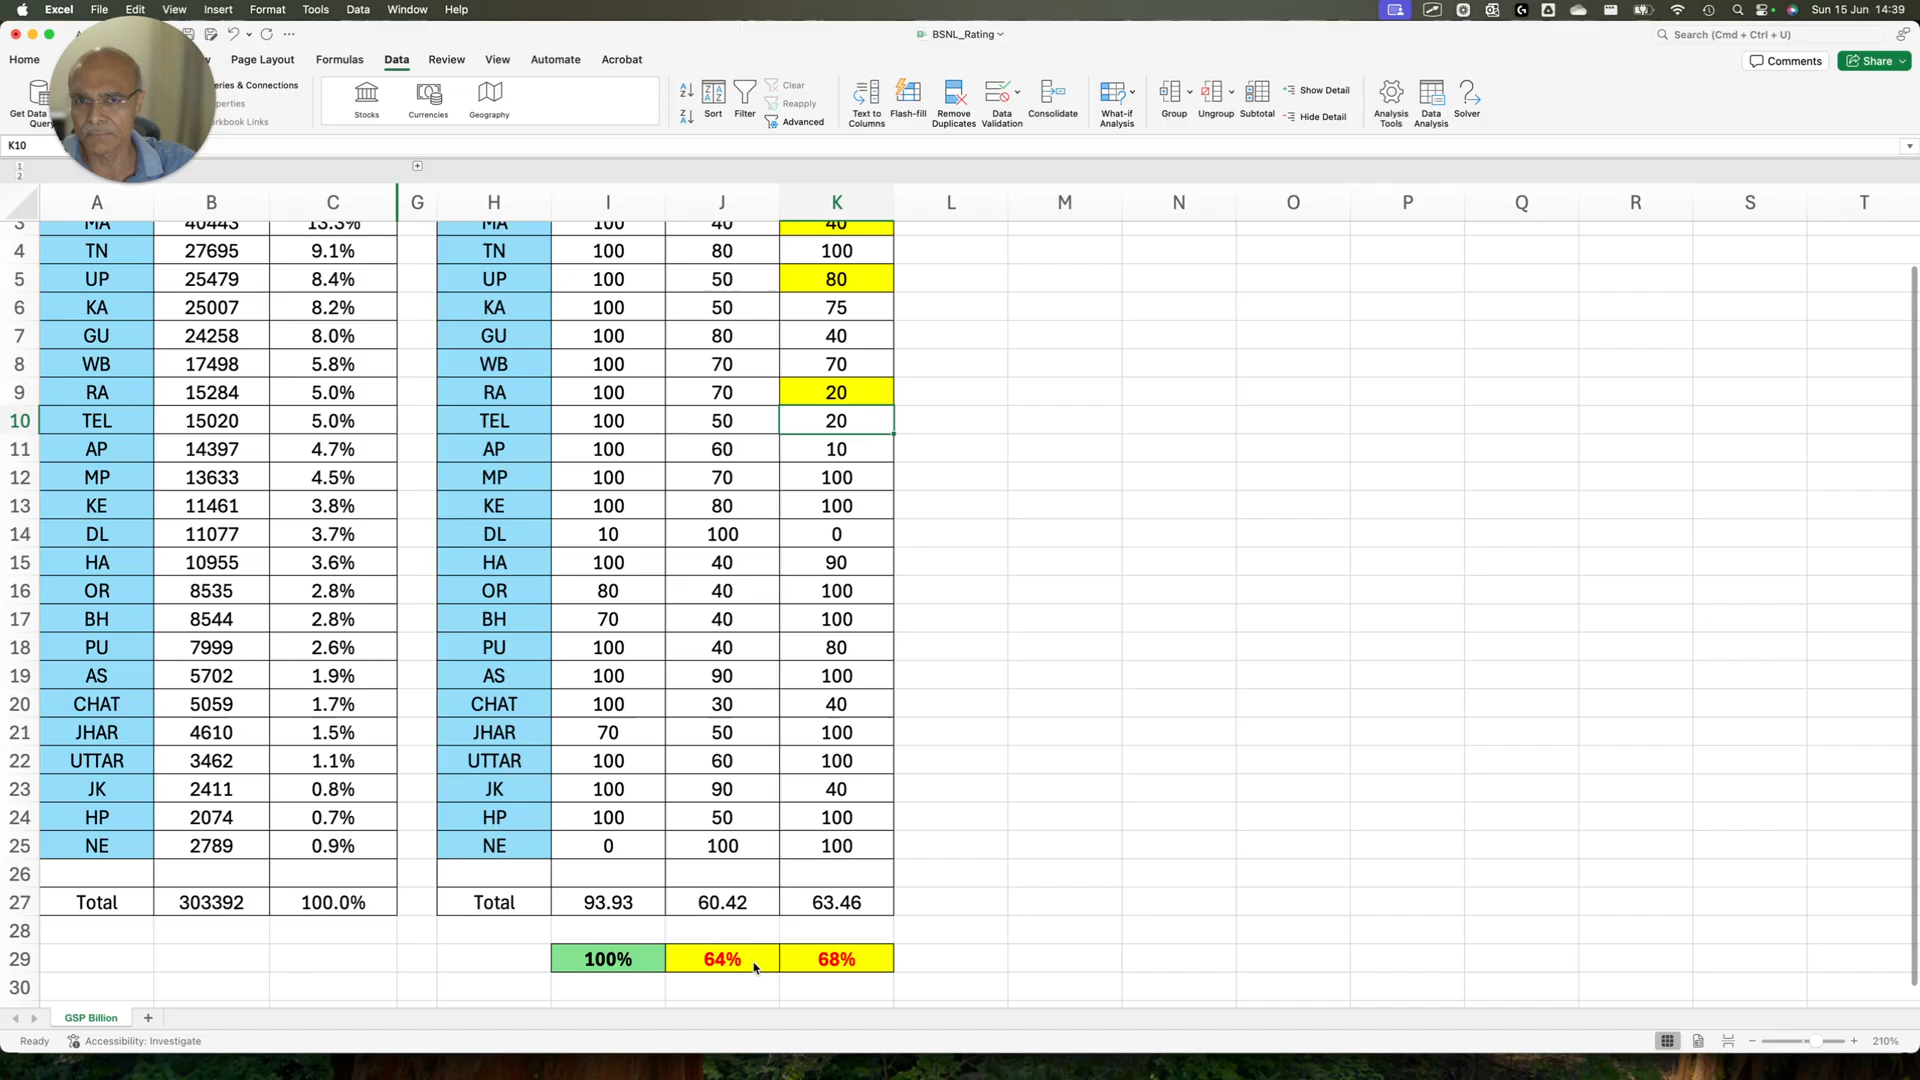 Excel File Edit View Insert Format Tools Data Window Help Sun 15 Jun 14:39
BSNL_Rating Search (Cmd + Ctrl + U)
Home Page Layout Formulas Data Review View Automate Acrobat Comments Share
Get Data Query Properties Workbook Links Stocks Currencies Geography Sort Filter Clear Reapply Advanced Text to Columns Flash-fill Remove Duplicates Data Validation Consolidate What-if Analysis Group Ungroup Subtotal Show Detail Hide Detail Analysis Tools Data Analysis Solver
K10
1
2
A B C G H I J K L M N O P Q R S T
3 MA 40443 13.3% MA 100 40 40
4 TN 27695 9.1% TN 100 80 100
5 UP 25479 8.4% UP 100 50 80
6 KA 25007 8.2% KA 100 50 75
7 GU 24258 8.0% GU 100 80 40
8 WB 17498 5.8% WB 100 70 70
9 RA 15284 5.0% RA 100 70 20
10 TEL 15020 5.0% TEL 100 50 20
11 AP 14397 4.7% AP 100 60 10
12 MP 13633 4.5% MP 100 70 100
13 KE 11461 3.8% KE 100 80 100
14 DL 11077 3.7% DL 10 100 0
15 HA 10955 3.6% HA 100 40 90
16 OR 8535 2.8% OR 80 40 100
17 BH 8544 2.8% BH 70 40 100
18 PU 7999 2.6% PU 100 40 80
19 AS 5702 1.9% AS 100 90 100
20 CHAT 5059 1.7% CHAT 100 30 40
21 JHAR 4610 1.5% JHAR 70 50 100
22 UTTAR 3462 1.1% UTTAR 100 60 100
23 JK 2411 0.8% JK 100 90 40
24 HP 2074 0.7% HP 100 50 100
25 NE 2789 0.9% NE 0 100 100
26
27 Total 303392 100.0% Total 93.93 60.42 63.46
28
29 100% 64% 68%
30
GSP Billion
Ready Accessibility: Investigate 210%